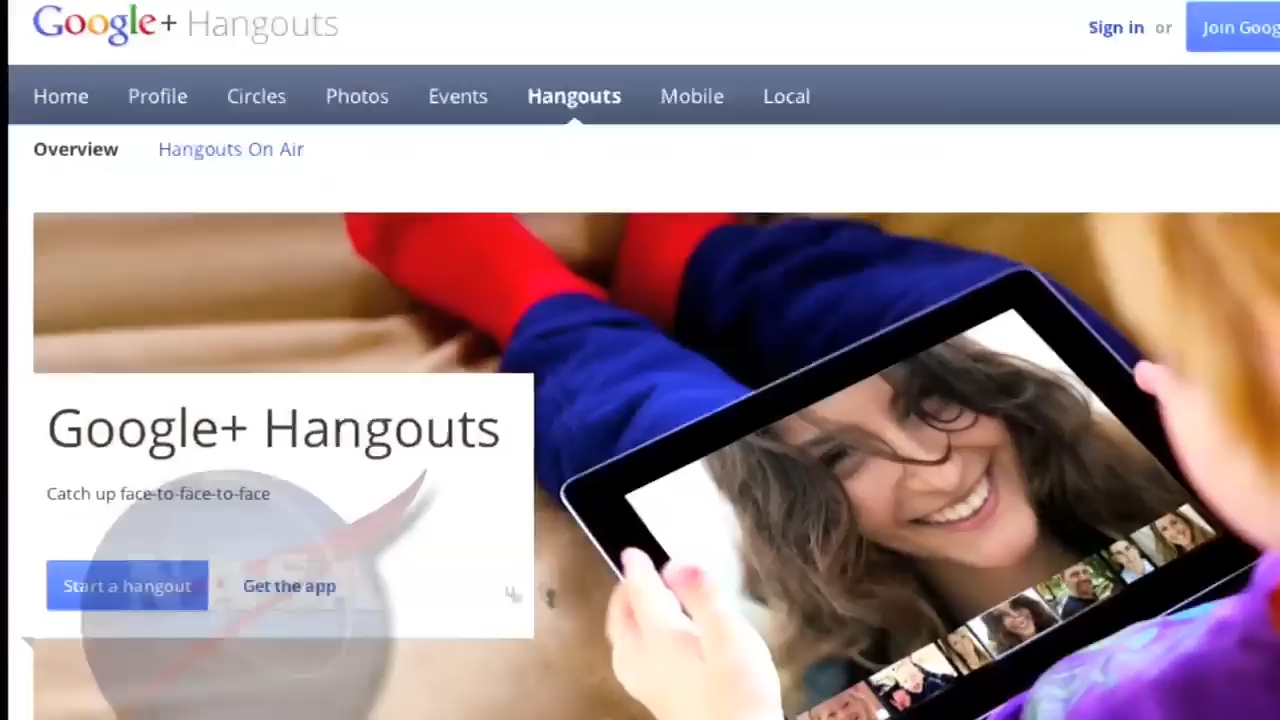 Google+ Hangouts
Sign in or Join Goog
Home Profile Circles Photos Events Hangouts Mobile Local
Overview Hangouts On Air
Google+ Hangouts
Catch up face-to-face-to-face
Start a hangout Get the app